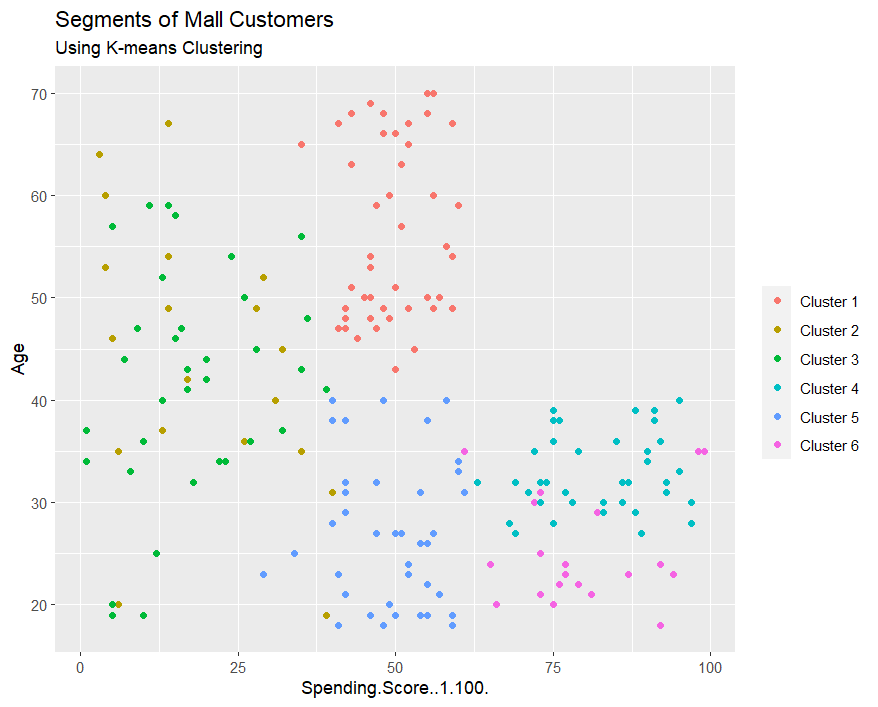 Segments of Mall Customers
Using K-means Clustering
70
60
50
40
30
20
Age
0
25
50
75
100
Spending.Score..1.100.
Cluster 1
Cluster 2
Cluster 3
Cluster 4
Cluster 5
Cluster 6